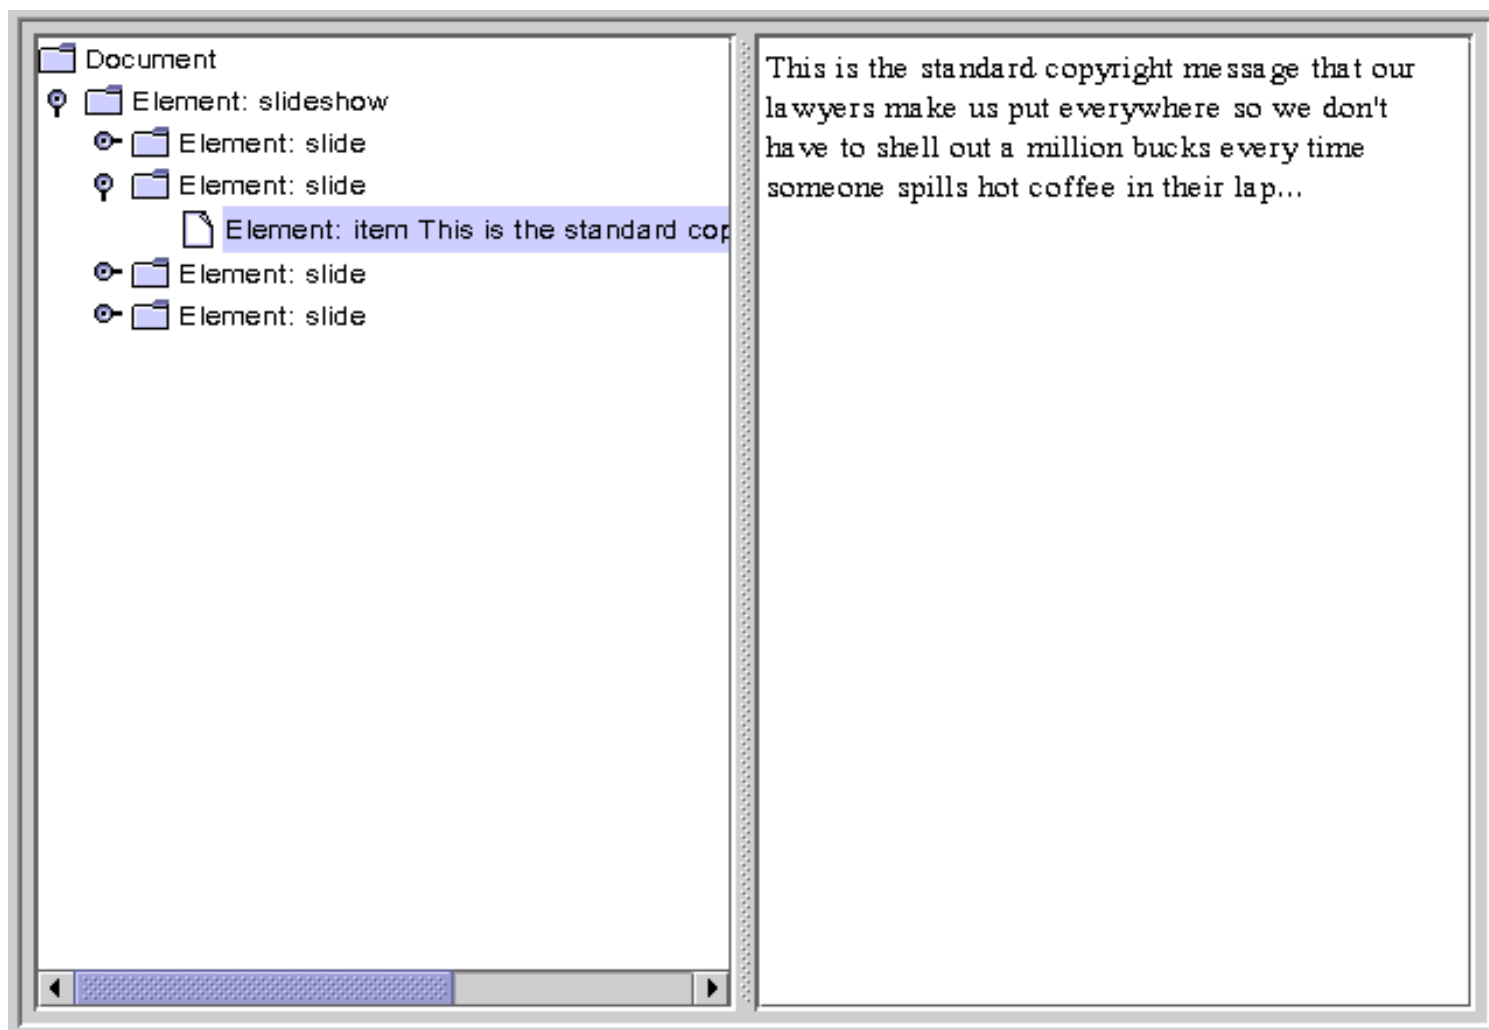 Document
Element: slideshow
Element: slide
Element: slide
Element: item This is the standard cop
Element: slide
Element: slide
This is the standard copyright message that our
lawyers make us put everywhere so we don't
have to shell out a million bucks every time
someone spills hot coffee in their lap...